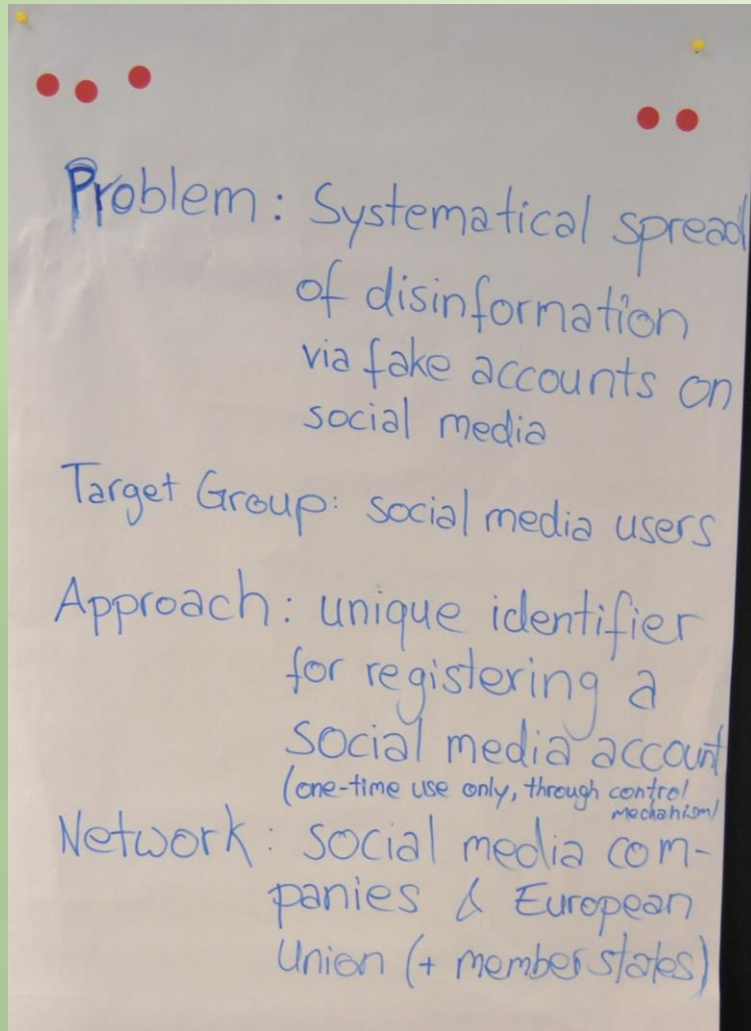 Problem: Systematical spread
of disinformation
via fake accounts on
social media
Target Group: social media users
Approach: unique identifier
for registering a
social media account
(one-time use only, through control
mechanism)
Network: social media com-
panies & European
Union (+ member states)